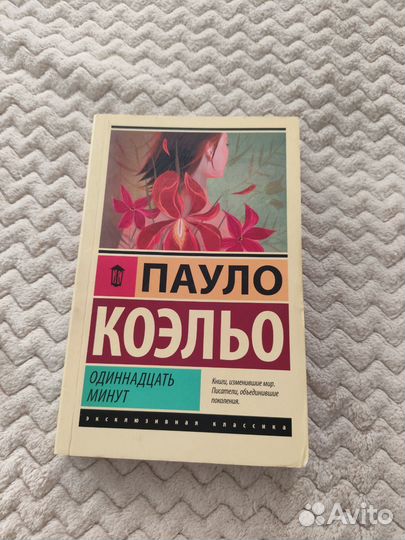 ПАУЛО
КОЭЛЬО
ОДИННАДЦАТЬ
МИНУТ
Книги, изменившие мир.
Писатели, объединившие
поколения.
эксклюзивная классика
Avito